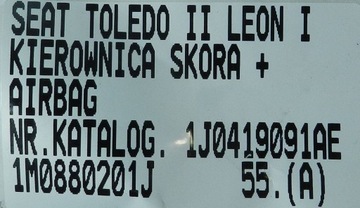 SEAT TOLEDO II LEON I
KIEROWNICA SKORA +
AIRBAG
NR.KATALOG. 1J0419091AE
1M0880201J 55.(A)